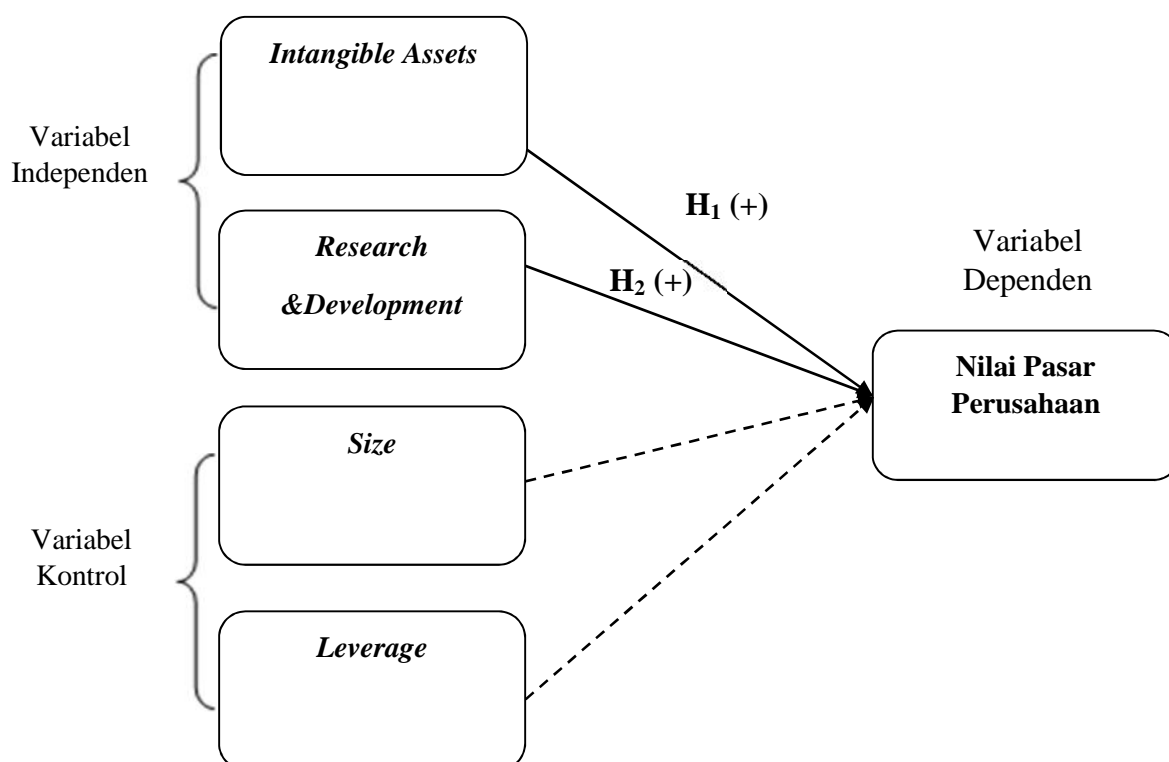 Intangible Assets
Variabel
Independen
H₁ (+)
Research
&Development
H₂ (+)
Variabel
Dependen
Nilai Pasar
Perusahaan
Size
Variabel
Kontrol
Leverage